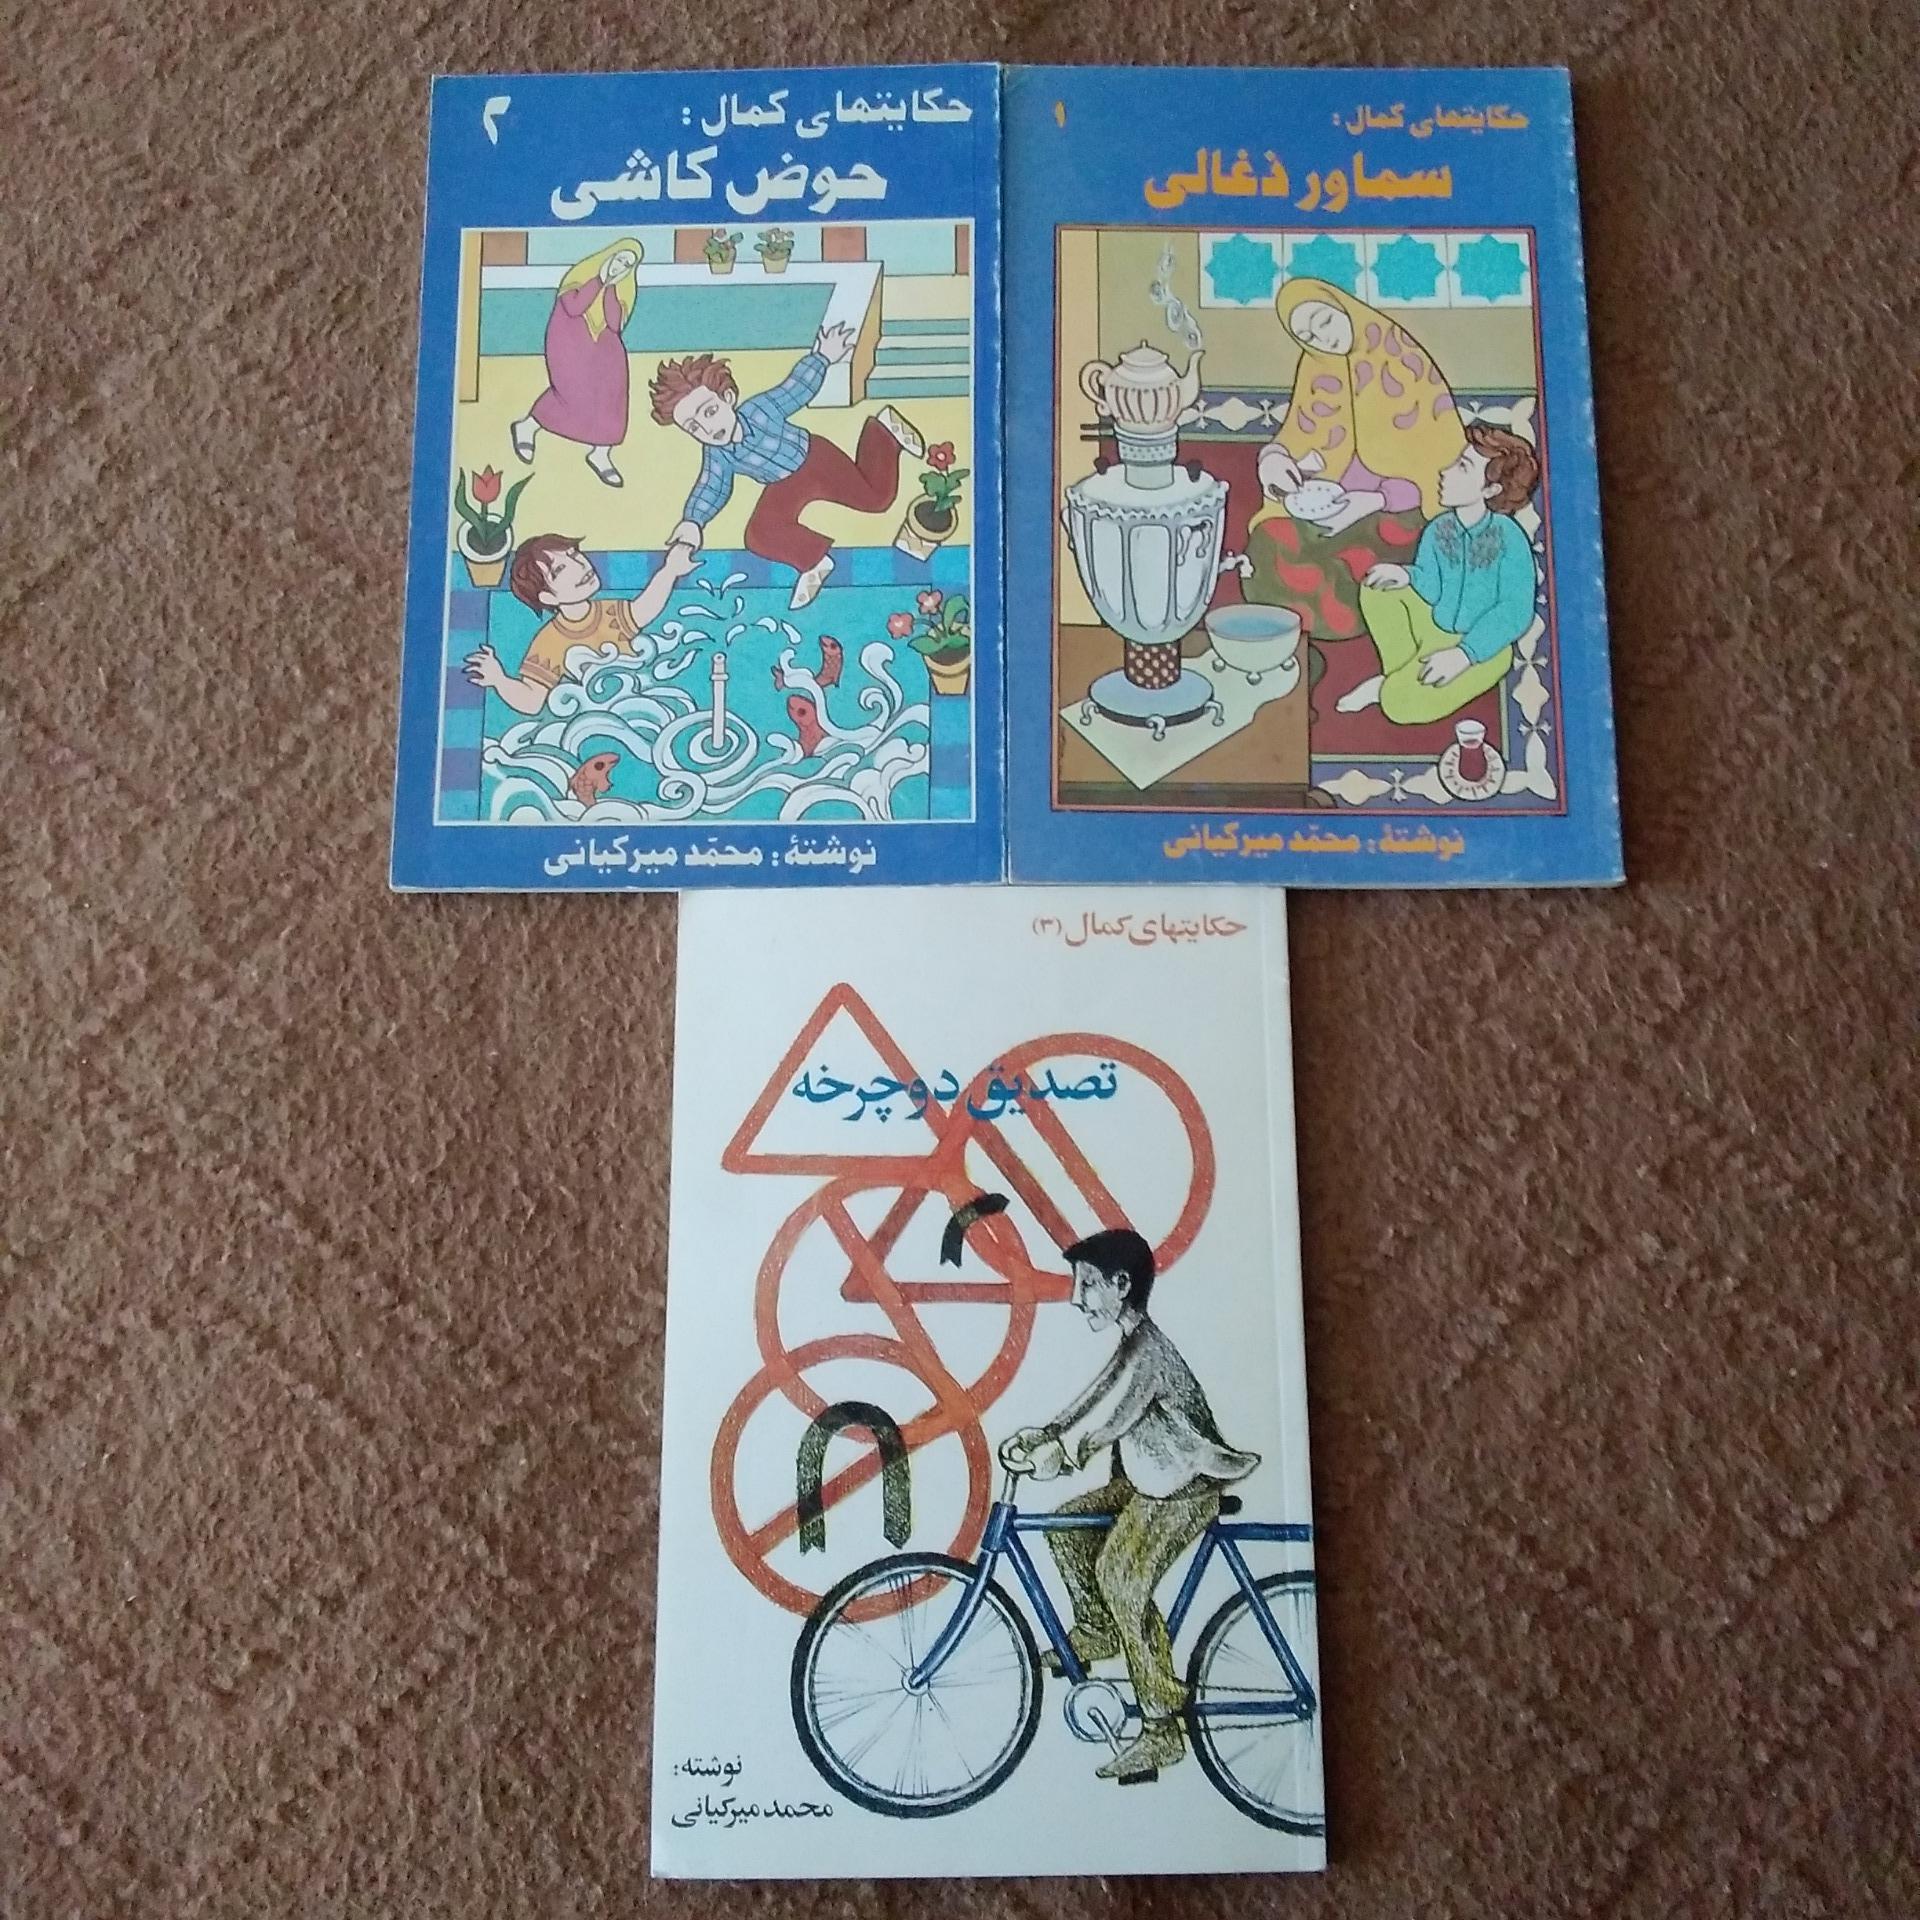 حکایتهای کمال:
۱
سماور ذغالی
نوشتهٔ: محمّد میرکیانی
حکایتهای کمال:
۲
حوض کاشی
نوشتهٔ: محمّد میرکیانی
حکایتهای کمال (۳)
تصدیق دوچرخه
نوشته:
محمد میرکیانی